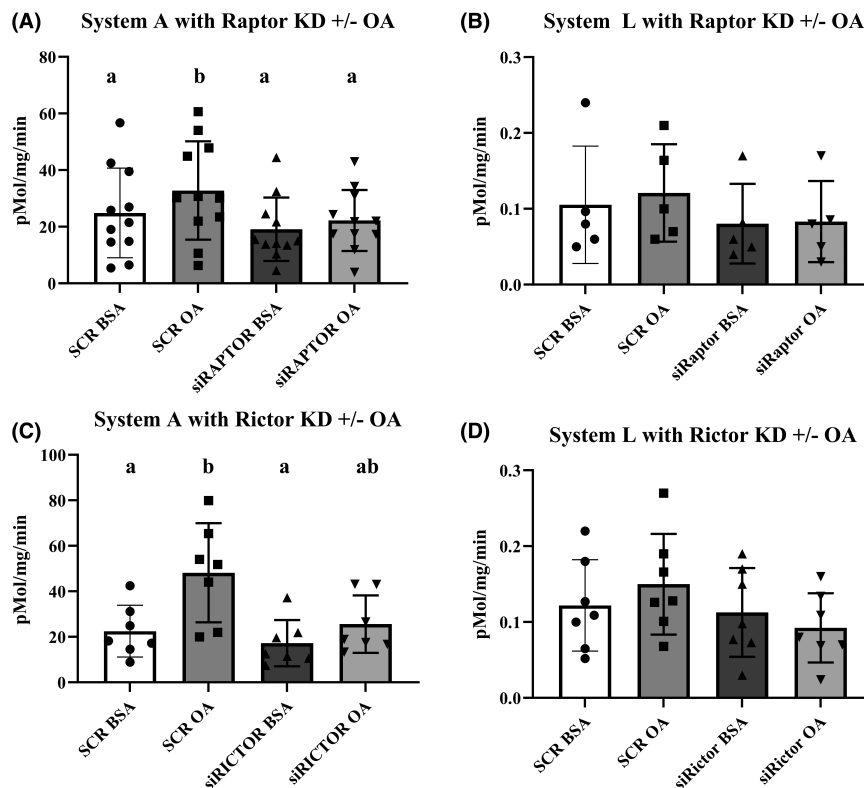 (A)
System A with Raptor KD +/- OA
pMol/mg/min
80
60
40
20
0
a
b
a
a
SCR BSA
SCR OA
siRAPTOR BSA
siRAPTOR OA
(B)
System L with Raptor KD +/- OA
pMol/mg/min
0.3
0.2
0.1
0.0
SCR BSA
SCR OA
siRaptor BSA
siRaptor OA
(C)
System A with Rictor KD +/- OA
pMol/mg/min
100
80
60
40
20
0
a
b
a
ab
SCR BSA
SCR OA
siRICTOR BSA
siRICTOR OA
(D)
System L with Rictor KD +/- OA
pMol/mg/min
0.3
0.2
0.1
0.0
SCR BSA
SCR OA
siRictor BSA
siRictor OA